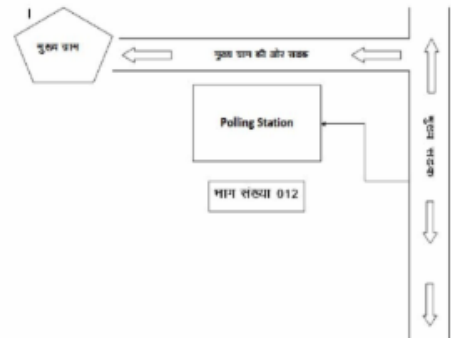 मुख्य ग्राम
मुख्य ग्राम की ओर सड़क
Polling Station
मुख्य सड़क
भाग संख्या 012